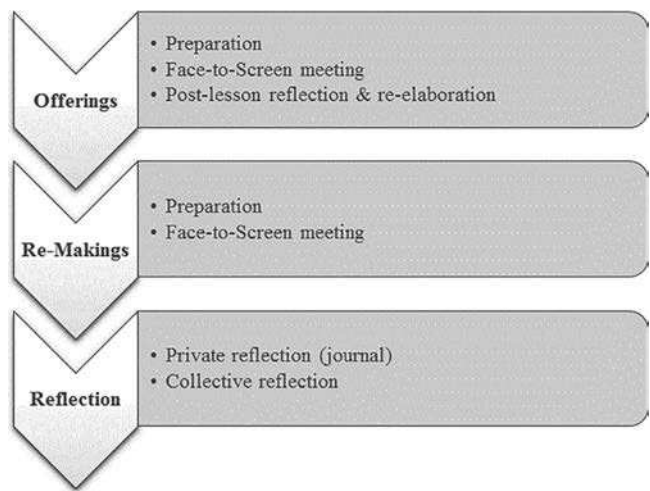 Offerings
• Preparation
• Face-to-Screen meeting
• Post-lesson reflection & re-elaboration
Re-Makings
• Preparation
• Face-to-Screen meeting
Reflection
• Private reflection (journal)
• Collective reflection